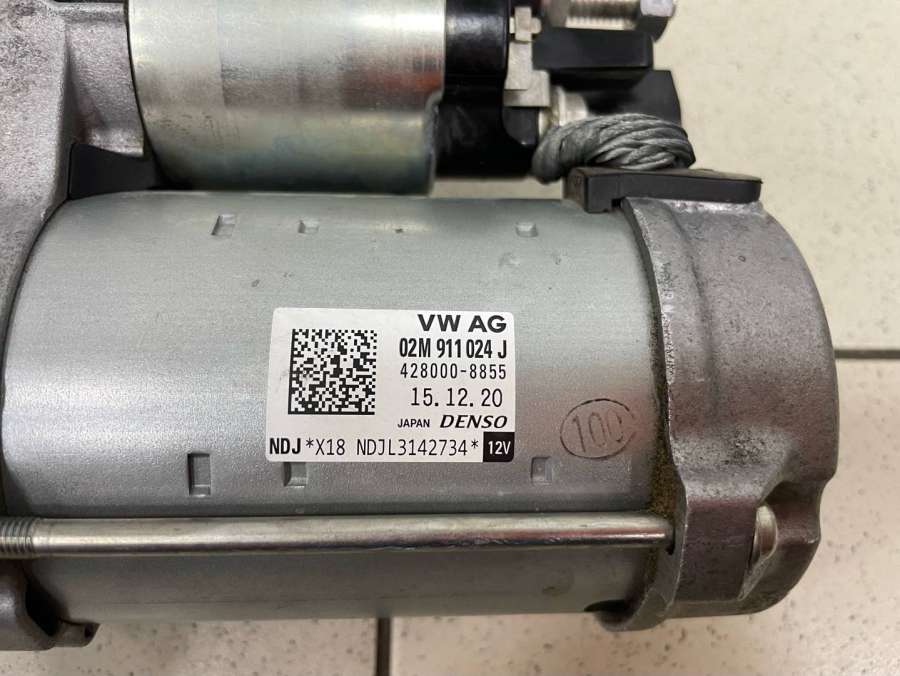 VW AG
02M 911 024 J
428000-8855
15.12.20
JAPAN DENSO
NDJ *X18 NDJL3142734* 12V
100